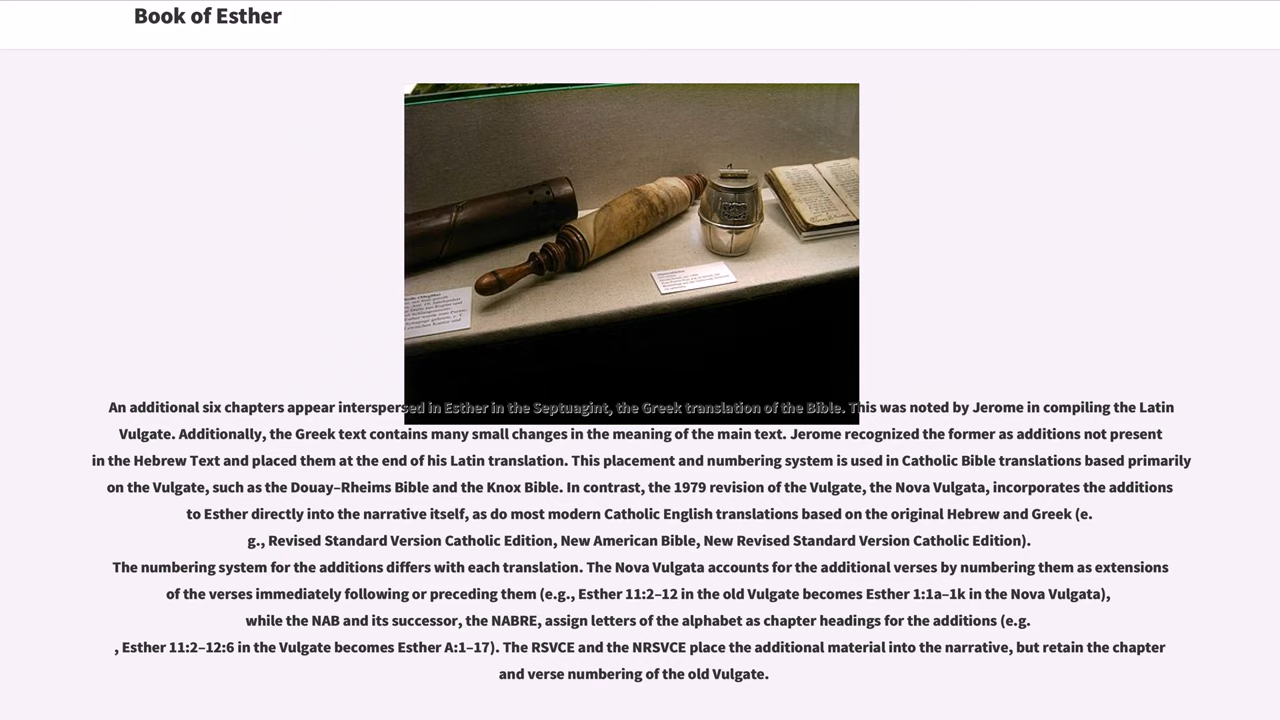 Book of Esther
An additional six chapters appear interspersed in Esther in the Septuagint, the Greek translation of the Bible. This was noted by Jerome in compiling the Latin
Vulgate. Additionally, the Greek text contains many small changes in the meaning of the main text. Jerome recognized the former as additions not present
in the Hebrew Text and placed them at the end of his Latin translation. This placement and numbering system is used in Catholic Bible translations based primarily
on the Vulgate, such as the Douay–Rheims Bible and the Knox Bible. In contrast, the 1979 revision of the Vulgate, the Nova Vulgata, incorporates the additions
to Esther directly into the narrative itself, as do most modern Catholic English translations based on the original Hebrew and Greek (e.
g., Revised Standard Version Catholic Edition, New American Bible, New Revised Standard Version Catholic Edition).
The numbering system for the additions differs with each translation. The Nova Vulgata accounts for the additional verses by numbering them as extensions
of the verses immediately following or preceding them (e.g., Esther 11:2–12 in the old Vulgate becomes Esther 1:1a–1k in the Nova Vulgata),
while the NAB and its successor, the NABRE, assign letters of the alphabet as chapter headings for the additions (e.g.
, Esther 11:2–12:6 in the Vulgate becomes Esther A:1–17). The RSVCE and the NRSVCE place the additional material into the narrative, but retain the chapter
and verse numbering of the old Vulgate.